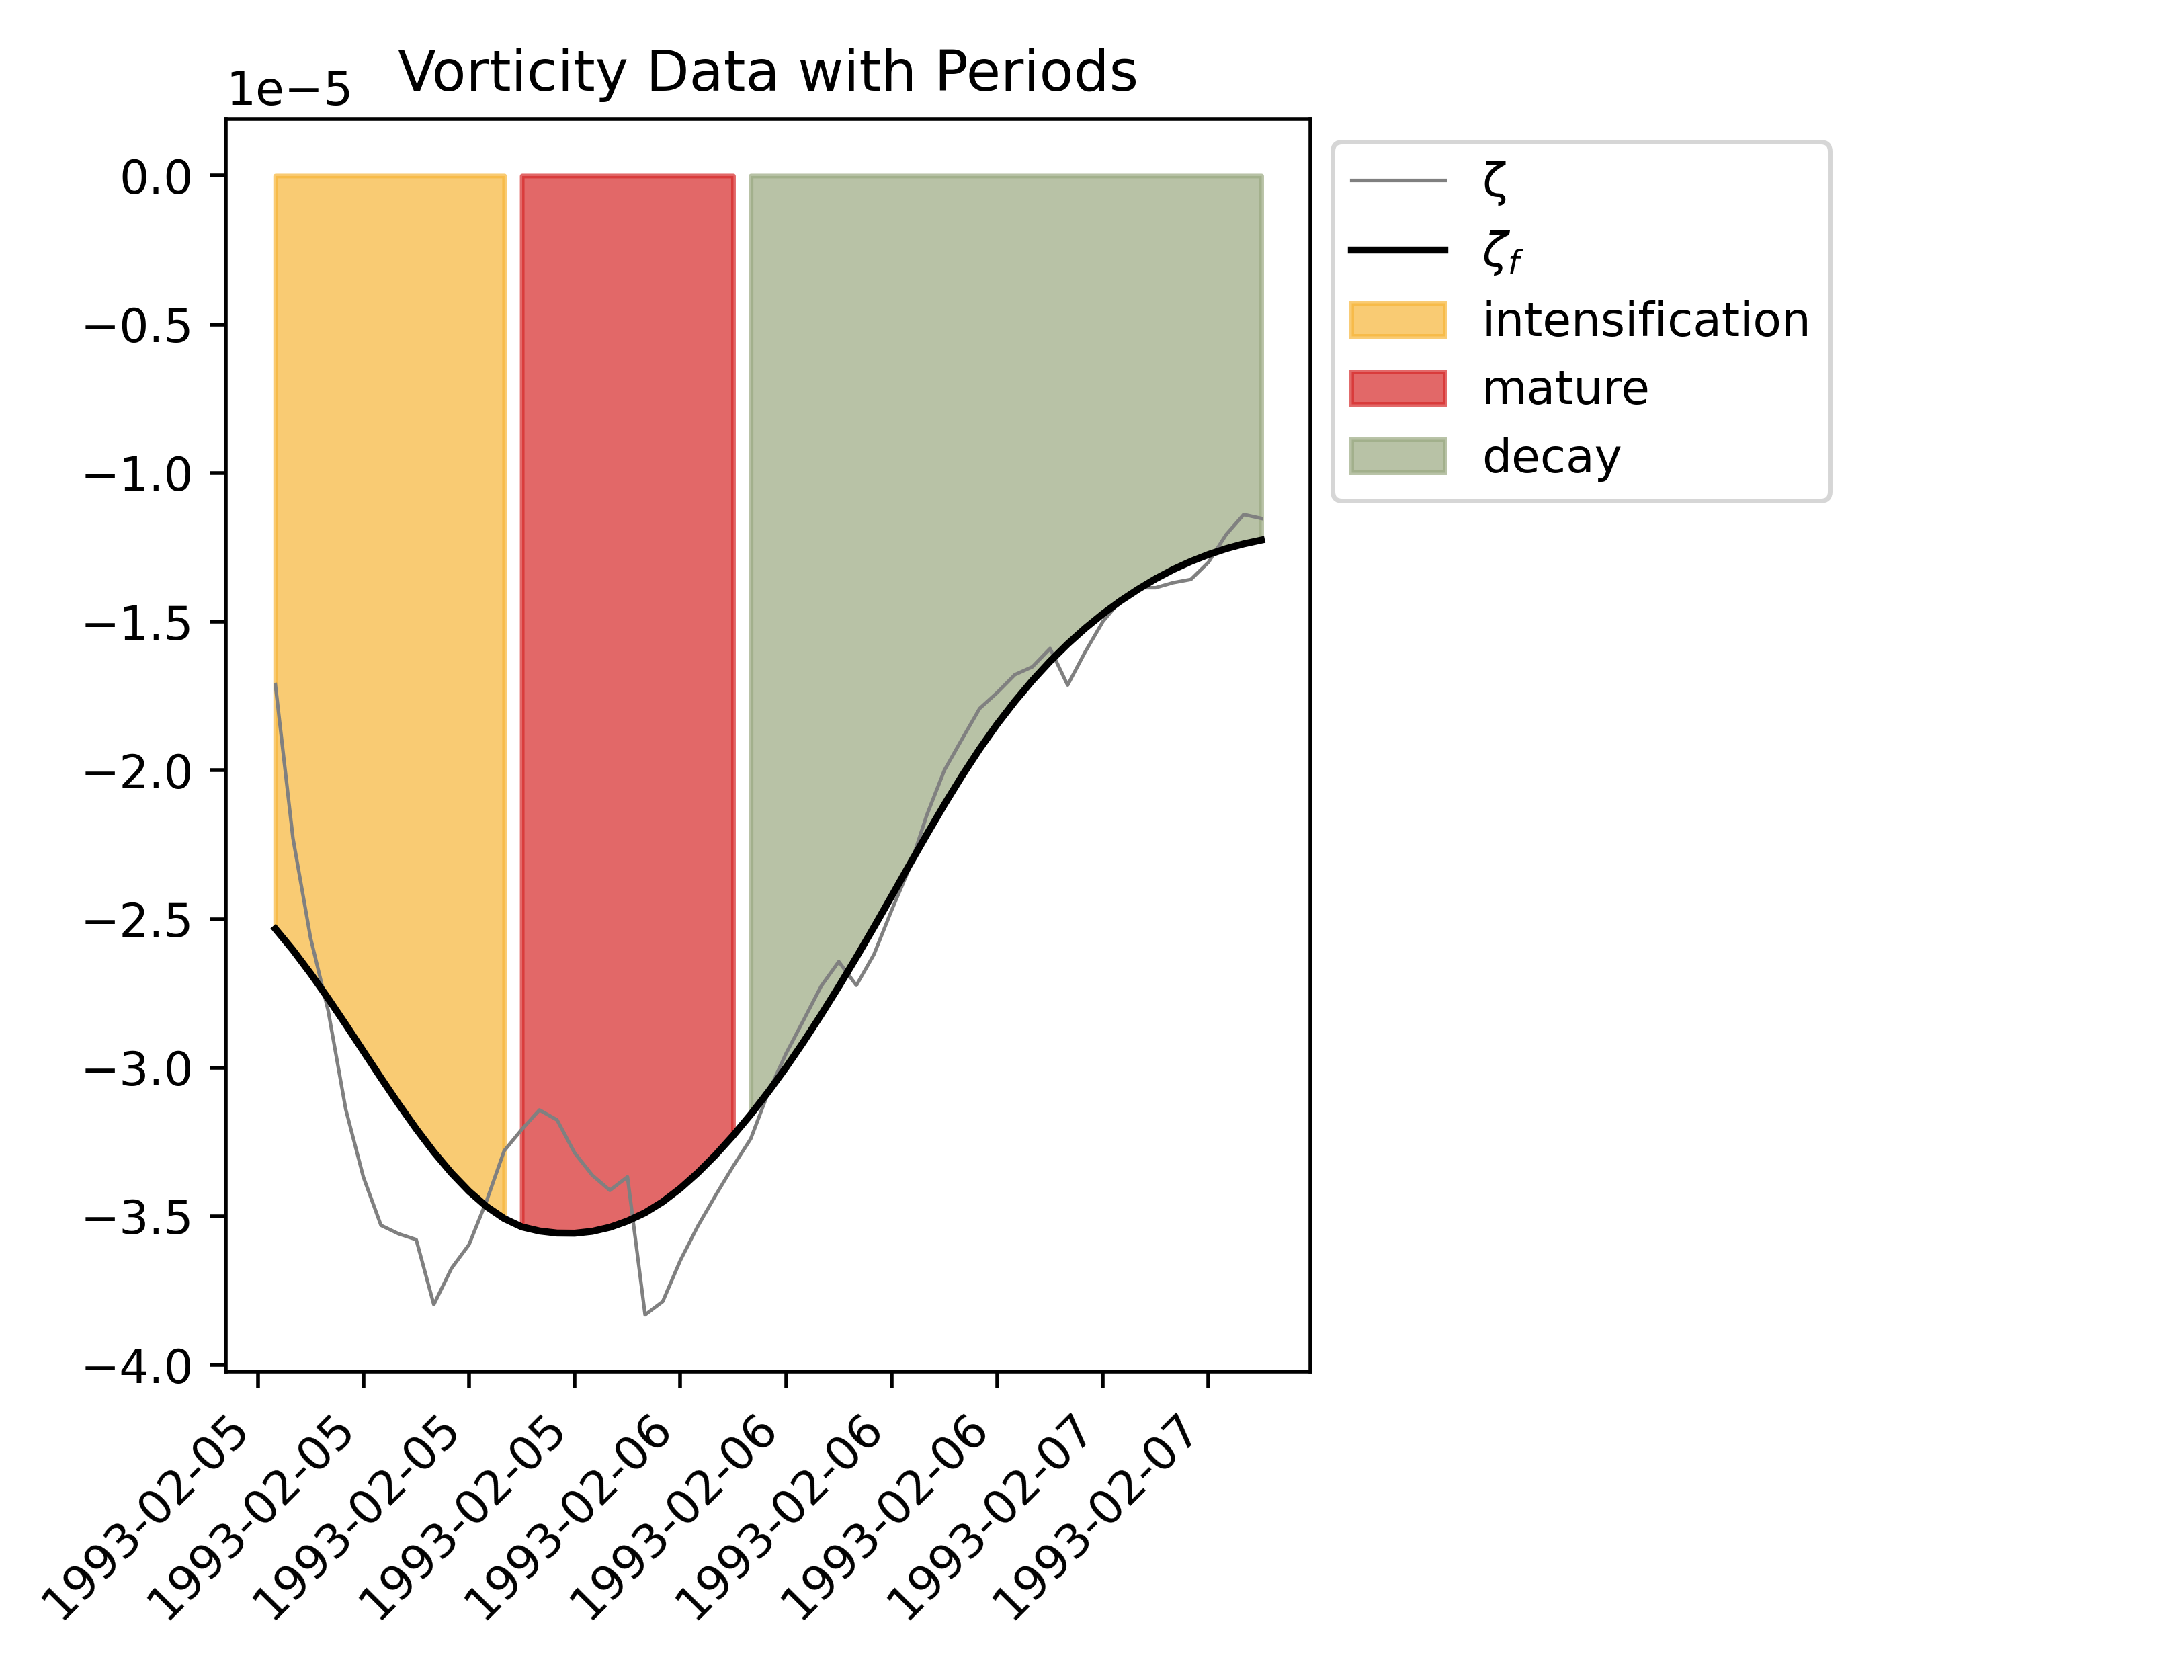 Vorticity Data with Periods
1e−5
0.0
−0.5
−1.0
−1.5
−2.0
−2.5
−3.0
−3.5
−4.0
1993-02-05
1993-02-05
1993-02-05
1993-02-05
1993-02-06
1993-02-06
1993-02-06
1993-02-06
1993-02-07
1993-02-07
ζ
ζf
intensification
mature
decay